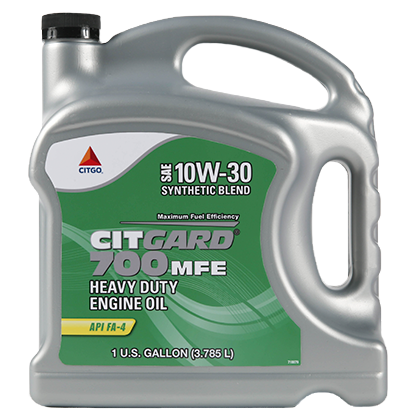 CITGO
SAE 10W-30
SYNTHETIC BLEND
Maximum Fuel Efficiency
CITGARD®
700 MFE
HEAVY DUTY
ENGINE OIL
API FA-4
1 U.S. GALLON (3.785 L)